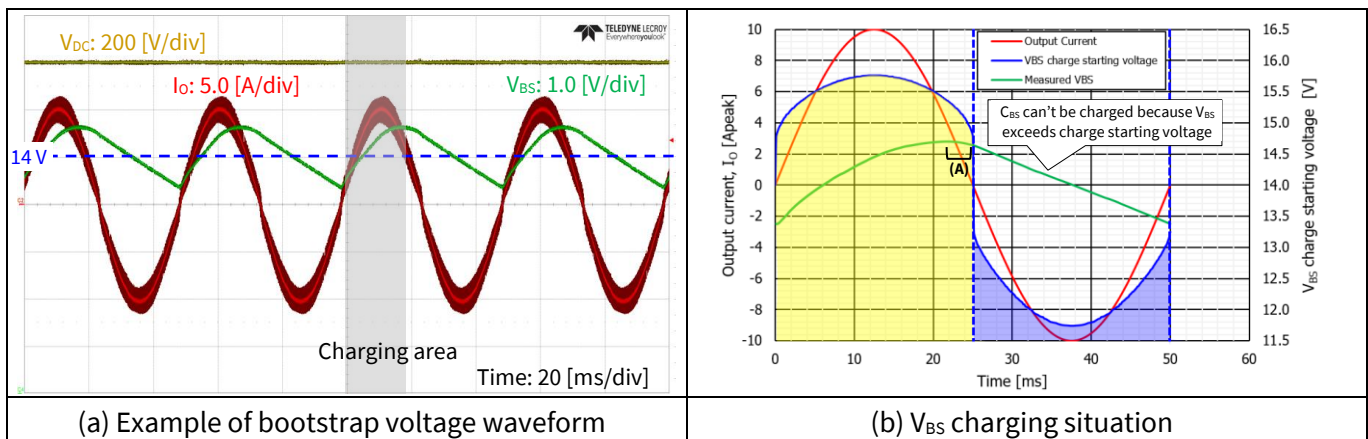 TELEDYNE LECROY
Everywhereyoulook™
VDC: 200 [V/div]
IO: 5.0 [A/div]
VBS: 1.0 [V/div]
14 V
Charging area
Time: 20 [ms/div]
(a) Example of bootstrap voltage waveform
Output Current
VBS charge starting voltage
Measured VBS
CBS can't be charged because VBS
exceeds charge starting voltage
(A)
Output current, IO [Apeak]
10
8
6
4
2
0
-2
-4
-6
-8
-10
VBS charge starting voltage [V]
16.5
16.0
15.5
15.0
14.5
14.0
13.5
13.0
12.5
12.0
11.5
0
10
20
30
40
50
60
Time [ms]
(b) VBS charging situation